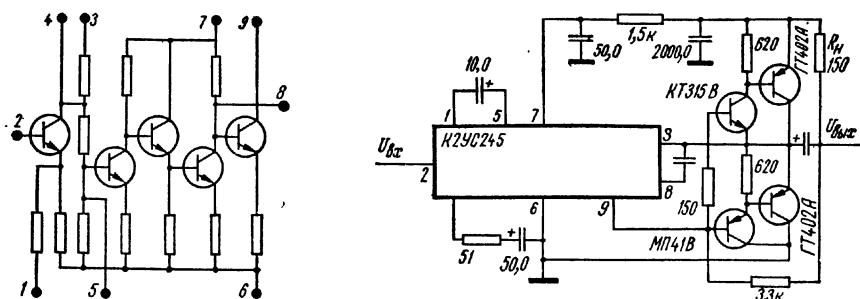 4 3 7 9
2 8
1 5 6
1,5к
50,0 2000,0 620 ГТ402А Rн 150
10,0 + КТ315В
1 5 7
К2УС245 3 + Uвых
Uвх 2 8 620
6 9 150
51 + 50,0 МП41В ГТ402А
3,3к